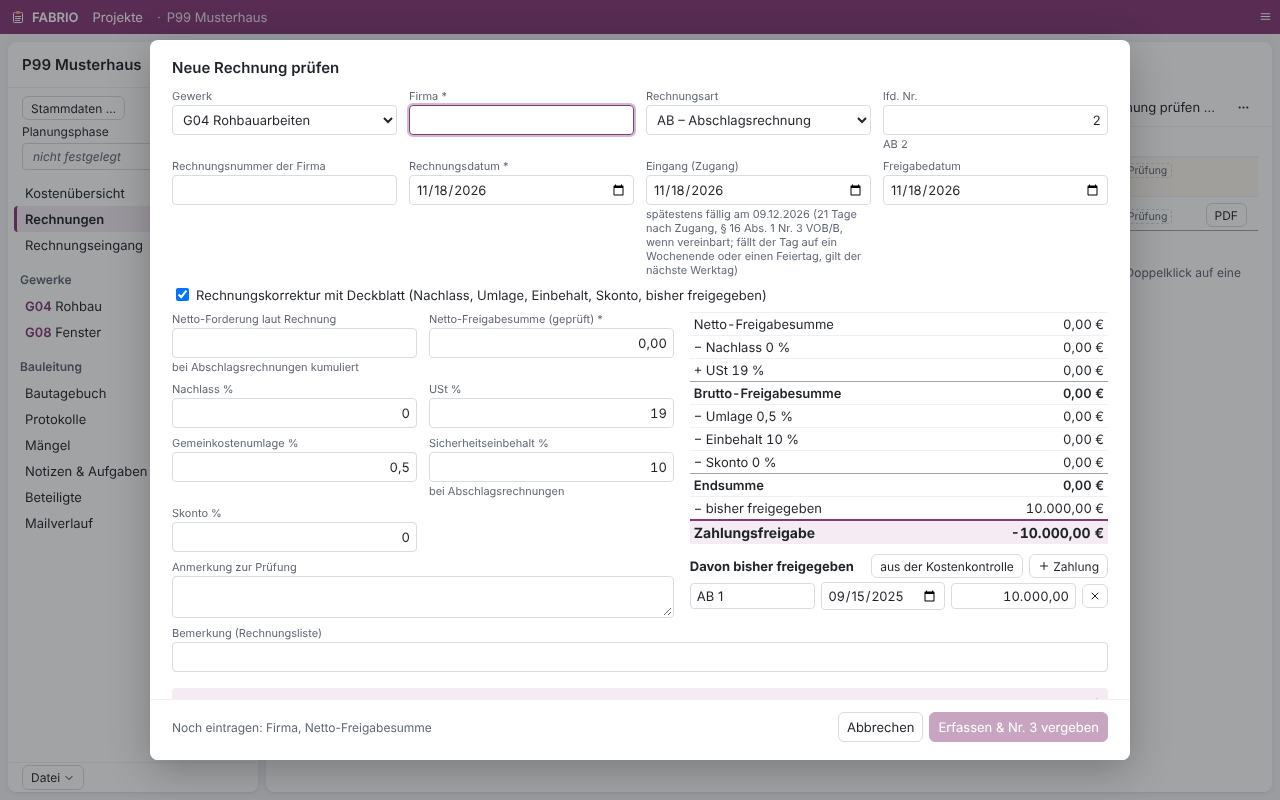 FABRIO Projekte · P99 Musterhaus
P99 Musterhaus
Stammdaten ...
Planungsphase
nicht festgelegt
Kostenübersicht
Rechnungen
Rechnungseingang
Gewerke
G04 Rohbau
G08 Fenster
Bauleitung
Bautagebuch
Protokolle
Mängel
Notizen & Aufgaben
Beteiligte
Mailverlauf
Datei
Neue Rechnung prüfen
Gewerk
G04 Rohbauarbeiten
Firma *
Rechnungsart
AB – Abschlagsrechnung
lfd. Nr.
2
AB 2
Rechnungsnummer der Firma
Rechnungsdatum *
11/18/2026
Eingang (Zugang)
11/18/2026
spätestens fällig am 09.12.2026 (21 Tage
nach Zugang, § 16 Abs. 1 Nr. 3 VOB/B,
wenn vereinbart; fällt der Tag auf ein
Wochenende oder einen Feiertag, gilt der
nächste Werktag)
Freigabedatum
11/18/2026
Rechnungskorrektur mit Deckblatt (Nachlass, Umlage, Einbehalt, Skonto, bisher freigegeben)
Netto-Forderung laut Rechnung
bei Abschlagsrechnungen kumuliert
Netto-Freigabesumme (geprüft) *
0,00
Nachlass %
0
USt %
19
Gemeinkostenumlage %
0,5
Sicherheitseinbehalt %
10
bei Abschlagsrechnungen
Skonto %
0
Anmerkung zur Prüfung
Netto-Freigabesumme 0,00 €
− Nachlass 0 % 0,00 €
+ USt 19 % 0,00 €
Brutto-Freigabesumme 0,00 €
− Umlage 0,5 % 0,00 €
− Einbehalt 10 % 0,00 €
− Skonto 0 % 0,00 €
Endsumme 0,00 €
− bisher freigegeben 10.000,00 €
Zahlungsfreigabe -10.000,00 €
Davon bisher freigegeben
aus der Kostenkontrolle
+ Zahlung
AB 1 09/15/2025 10.000,00 ×
Bemerkung (Rechnungsliste)
Noch eintragen: Firma, Netto-Freigabesumme
Abbrechen
Erfassen & Nr. 3 vergeben
prüfen ... ···
Prüfung
Prüfung PDF
Doppelklick auf eine